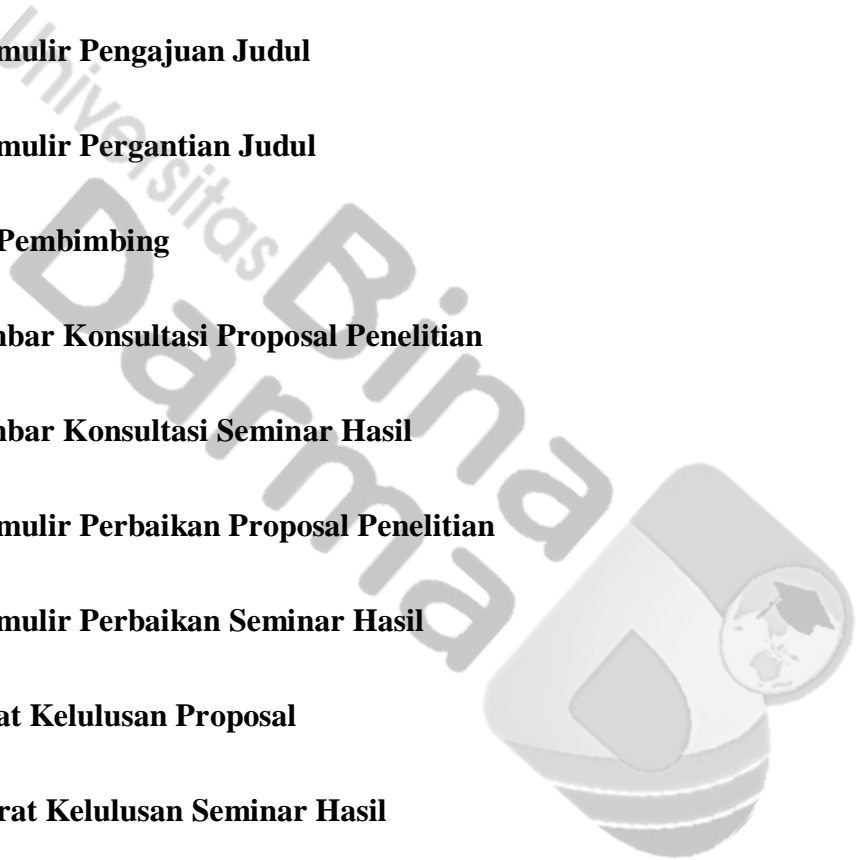 mulir Pengajuan Judul
mulir Pergantian Judul
Pembimbing
nbar Konsultasi Proposal Penelitian
nbar Konsultasi Seminar Hasil
mulir Perbaikan Proposal Penelitian
mulir Perbaikan Seminar Hasil
at Kelulusan Proposal
rat Kelulusan Seminar Hasil
Universitas
Bina
Darma